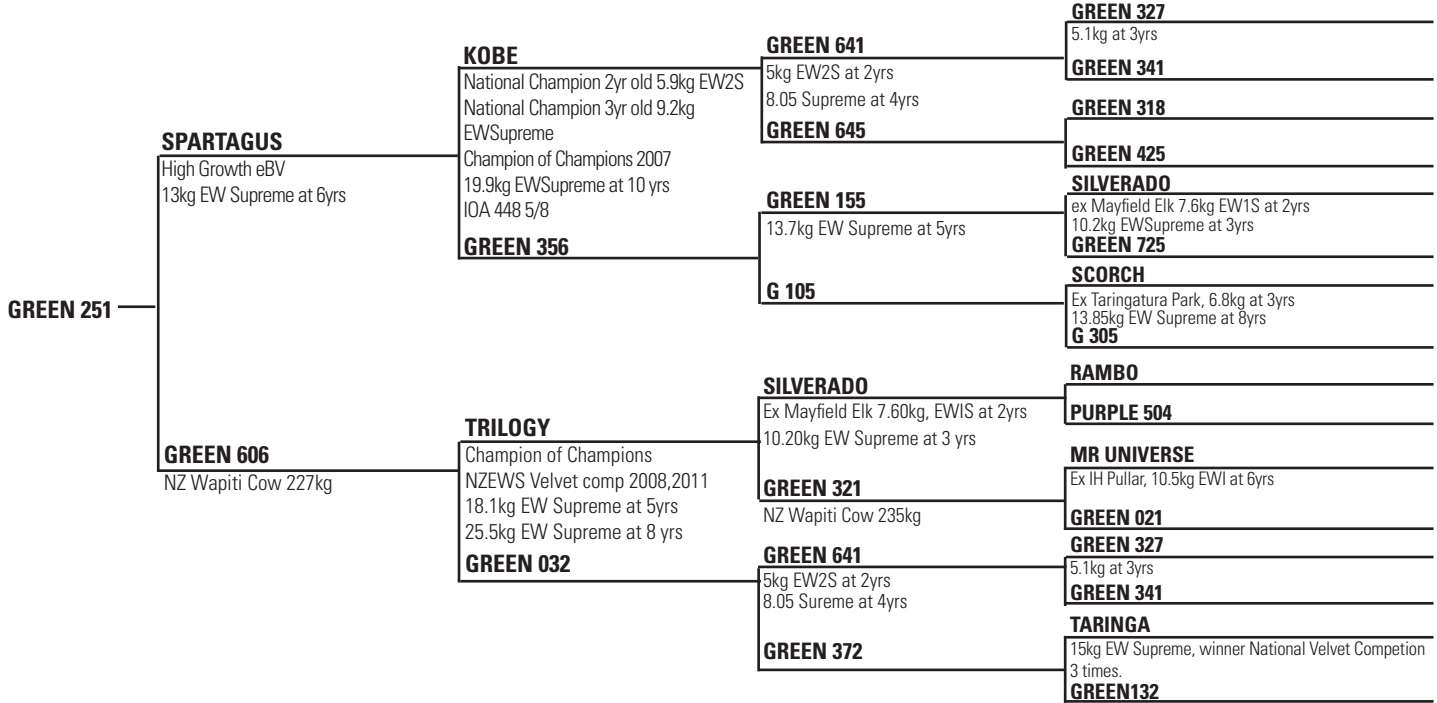 GREEN 251
SPARTAGUS
High Growth eBV
13kg EW Supreme at 6yrs
GREEN 606
NZ Wapiti Cow 227kg
KOBE
National Champion 2yr old 5.9kg EW2S
National Champion 3yr old 9.2kg
EWSupreme
Champion of Champions 2007
19.9kg EWSupreme at 10 yrs
IOA 448 5/8
GREEN 356
TRILOGY
Champion of Champions
NZEWS Velvet comp 2008,2011
18.1kg EW Supreme at 5yrs
25.5kg EW Supreme at 8 yrs
GREEN 032
GREEN 641
5kg EW2S at 2yrs
8.05 Supreme at 4yrs
GREEN 645
GREEN 155
13.7kg EW Supreme at 5yrs
G 105
SILVERADO
Ex Mayfield Elk 7.60kg, EWIS at 2yrs
10.20kg EW Supreme at 3 yrs
GREEN 321
NZ Wapiti Cow 235kg
GREEN 641
5kg EW2S at 2yrs
8.05 Sureme at 4yrs
GREEN 372
GREEN 327
5.1kg at 3yrs
GREEN 341
GREEN 318
GREEN 425
SILVERADO
ex Mayfield Elk 7.6kg EW1S at 2yrs
10.2kg EWSupreme at 3yrs
GREEN 725
SCORCH
Ex Taringatura Park, 6.8kg at 3yrs
13.85kg EW Supreme at 8yrs
G 305
RAMBO
PURPLE 504
MR UNIVERSE
Ex IH Pullar, 10.5kg EWI at 6yrs
GREEN 021
GREEN 327
5.1kg at 3yrs
GREEN 341
TARINGA
15kg EW Supreme, winner National Velvet Competion
3 times.
GREEN132